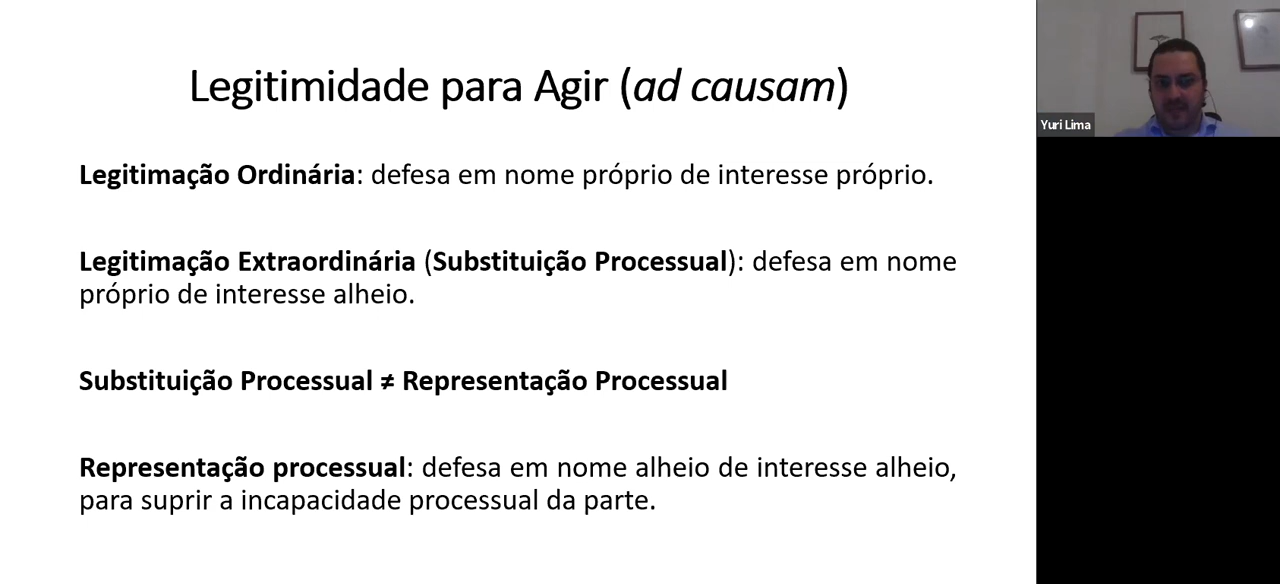 Legitimidade para Agir (ad causam)
Legitimação Ordinária: defesa em nome próprio de interesse próprio.
Legitimação Extraordinária (Substituição Processual): defesa em nome
próprio de interesse alheio.
Substituição Processual ≠ Representação Processual
Representação processual: defesa em nome alheio de interesse alheio,
para suprir a incapacidade processual da parte.
Yuri Lima